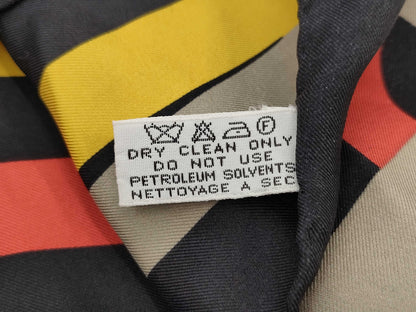 F
DRY CLEAN ONLY
DO NOT USE
PETROLEUM SOLVENTS
NETTOYAGE A SEC